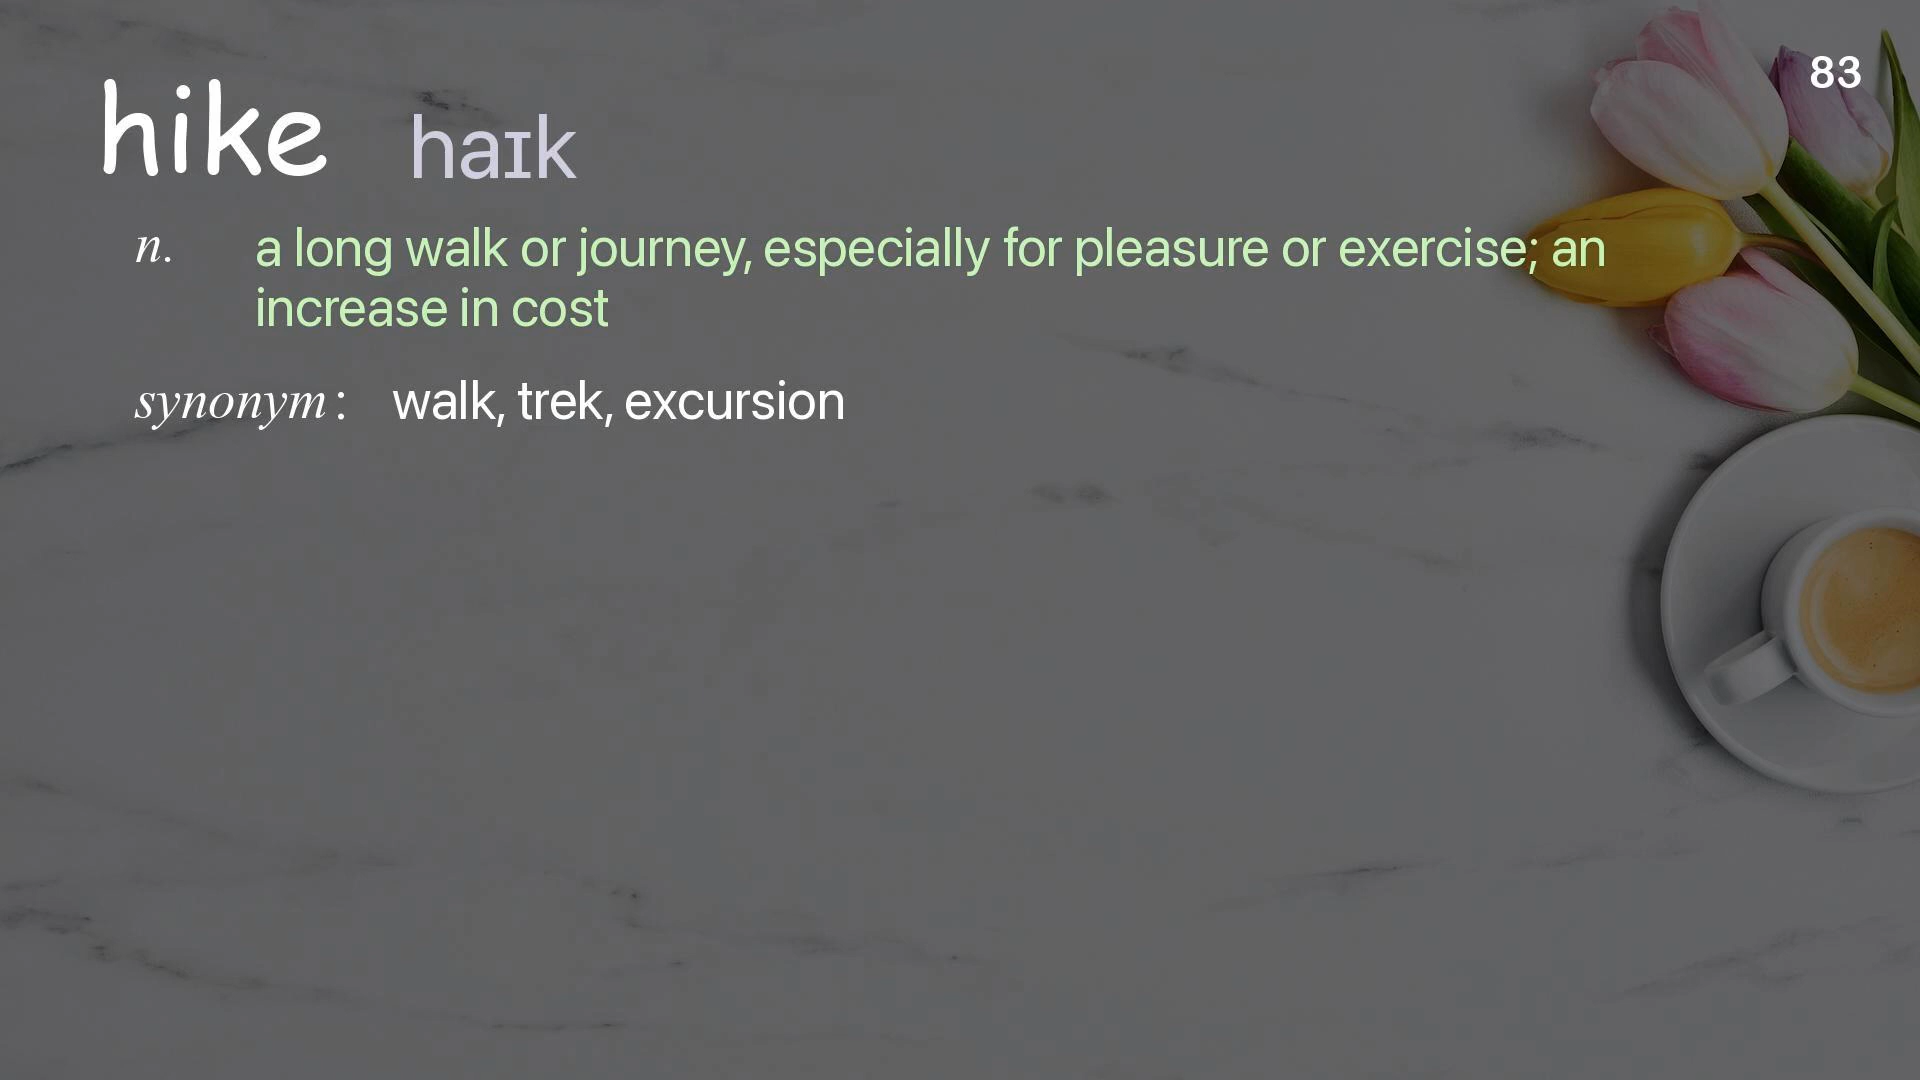 83
hike haɪk
n. a long walk or journey, especially for pleasure or exercise; an
increase in cost
synonym: walk, trek, excursion